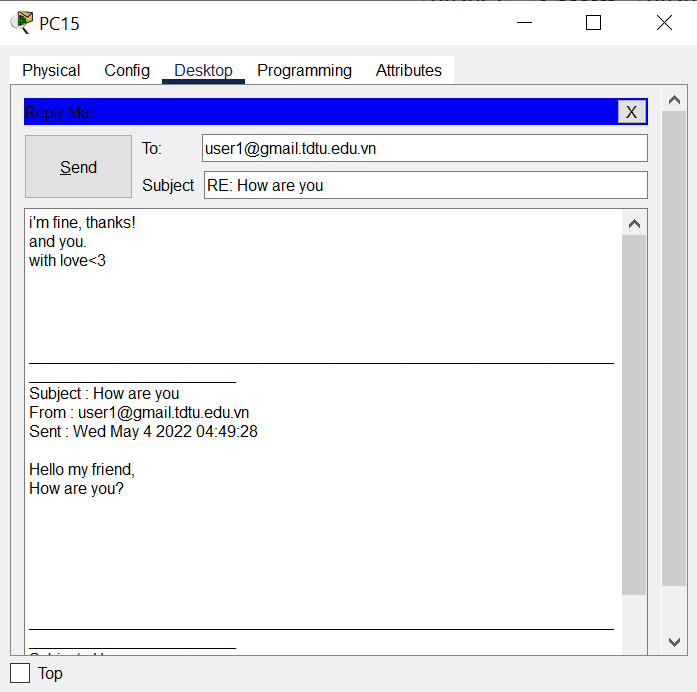 PC15
Physical Config Desktop Programming Attributes
Reply Mail
X
Send
To: user1@gmail.tdtu.edu.vn
Subject RE: How are you
i'm fine, thanks!
and you.
with love<3
Subject : How are you
From : user1@gmail.tdtu.edu.vn
Sent : Wed May 4 2022 04:49:28
Hello my friend,
How are you?
Top